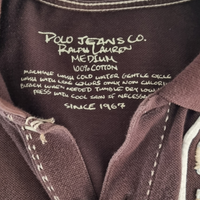 POLO JEANS CO.
RALPH LAUREN
MEDIUM
100% COTTON
MACHINE WASH COLD WATER GENTLE CYCLE
WASH WITH LIKE COLORS ONLY NON CHLORINE
BLEACH WHEN NEEDED TUMBLE DRY LOW
PRESS WITH COOL IRON IF NECESSARY
SINCE 1967